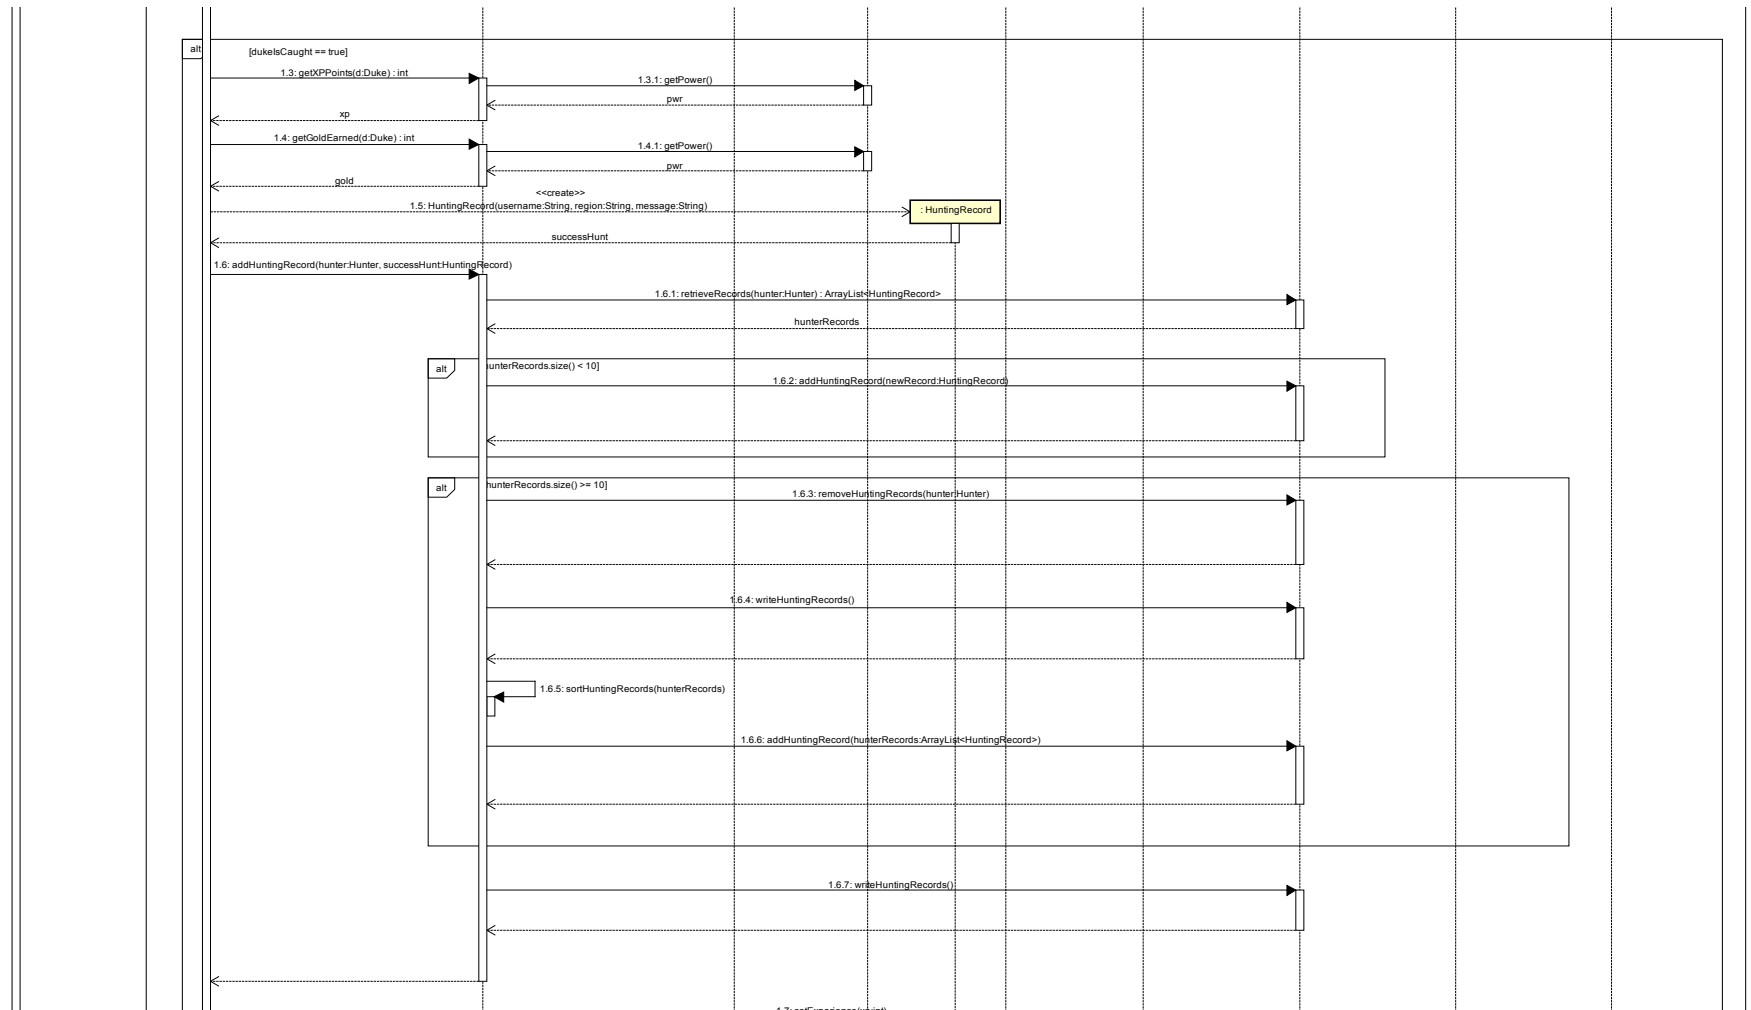 alt
[dukeIsCaught == true]
1.3: getXPPoints(d:Duke) : int
1.3.1: getPower()
pwr
xp
1.4: getGoldEarned(d:Duke) : int
1.4.1: getPower()
pwr
gold
<<create>>
1.5: HuntingRecord(username:String, region:String, message:String)
: HuntingRecord
successHunt
1.6: addHuntingRecord(hunter:Hunter, successHunt:HuntingRecord)
1.6.1: retrieveRecords(hunter:Hunter) : ArrayList<HuntingRecord>
hunterRecords
alt
unterRecords.size() < 10]
1.6.2: addHuntingRecord(newRecord:HuntingRecord)
alt
hunterRecords.size() >= 10]
1.6.3: removeHuntingRecords(hunter:Hunter)
1.6.4: writeHuntingRecords()
1.6.5: sortHuntingRecords(hunterRecords)
1.6.6: addHuntingRecord(hunterRecords:ArrayList<HuntingRecord>)
1.6.7: writeHuntingRecords()